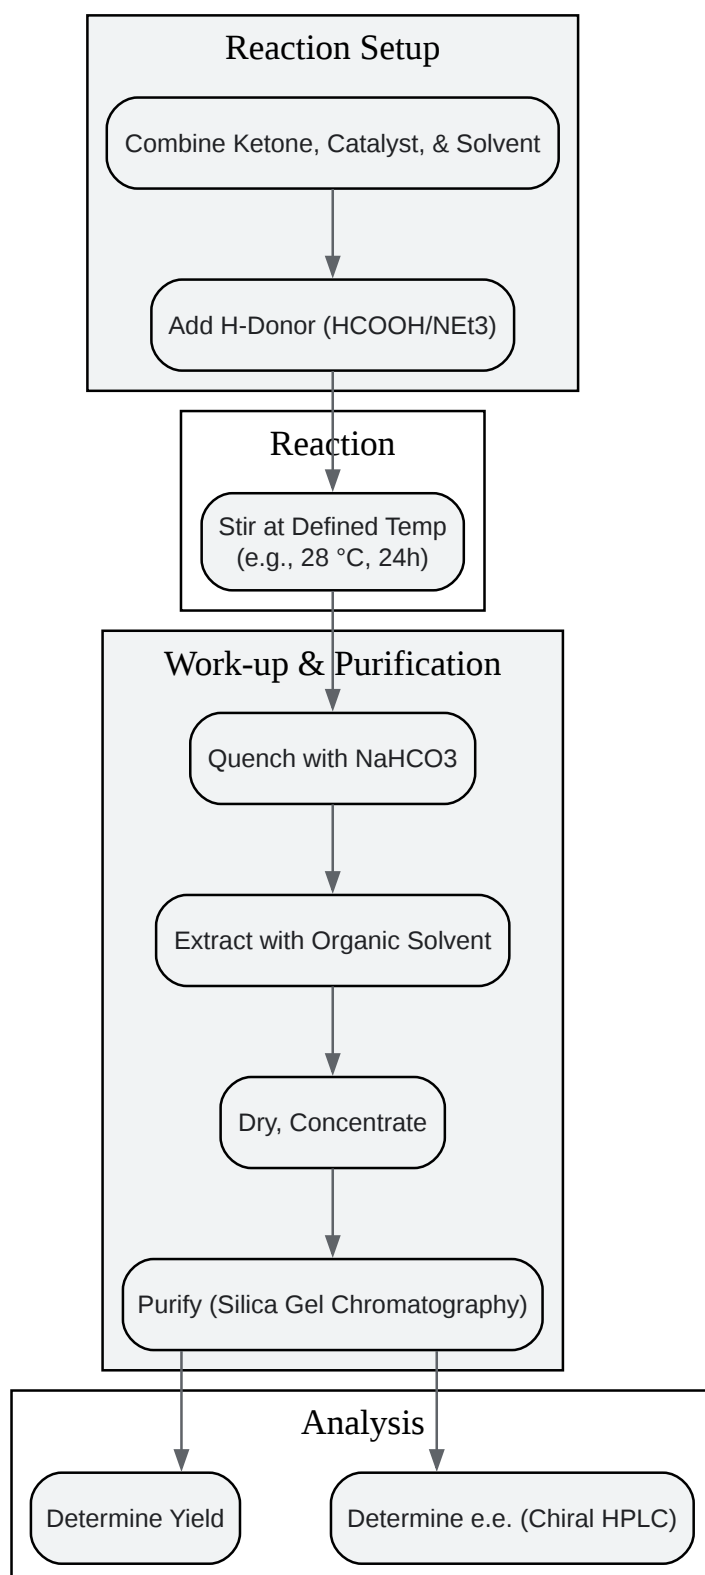 Reaction Setup
Combine Ketone, Catalyst, & Solvent
Add H-Donor (HCOOH/NEt3)
Reaction
Stir at Defined Temp
(e.g., 28 °C, 24h)
Work-up & Purification
Quench with NaHCO3
Extract with Organic Solvent
Dry, Concentrate
Purify (Silica Gel Chromatography)
Analysis
Determine Yield
Determine e.e. (Chiral HPLC)